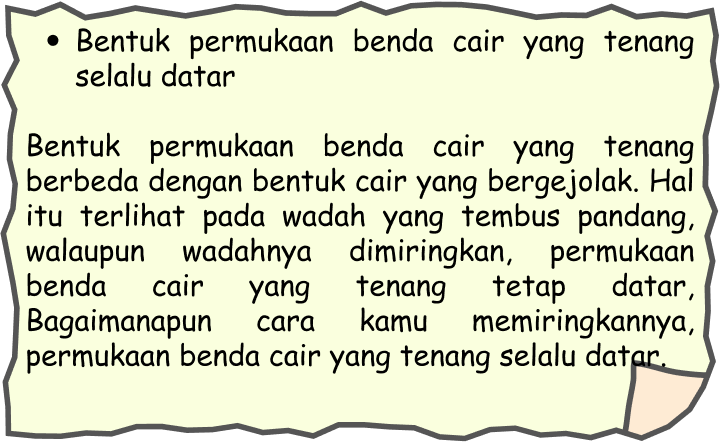 • Bentuk permukaan benda cair yang tenang
selalu datar
Bentuk permukaan benda cair yang tenang
berbeda dengan bentuk cair yang bergejolak. Hal
itu terlihat pada wadah yang tembus pandang,
walaupun wadahnya dimiringkan, permukaan
benda cair yang tenang tetap datar,
Bagaimanapun cara kamu memiringkannya,
permukaan benda cair yang tenang selalu datar.